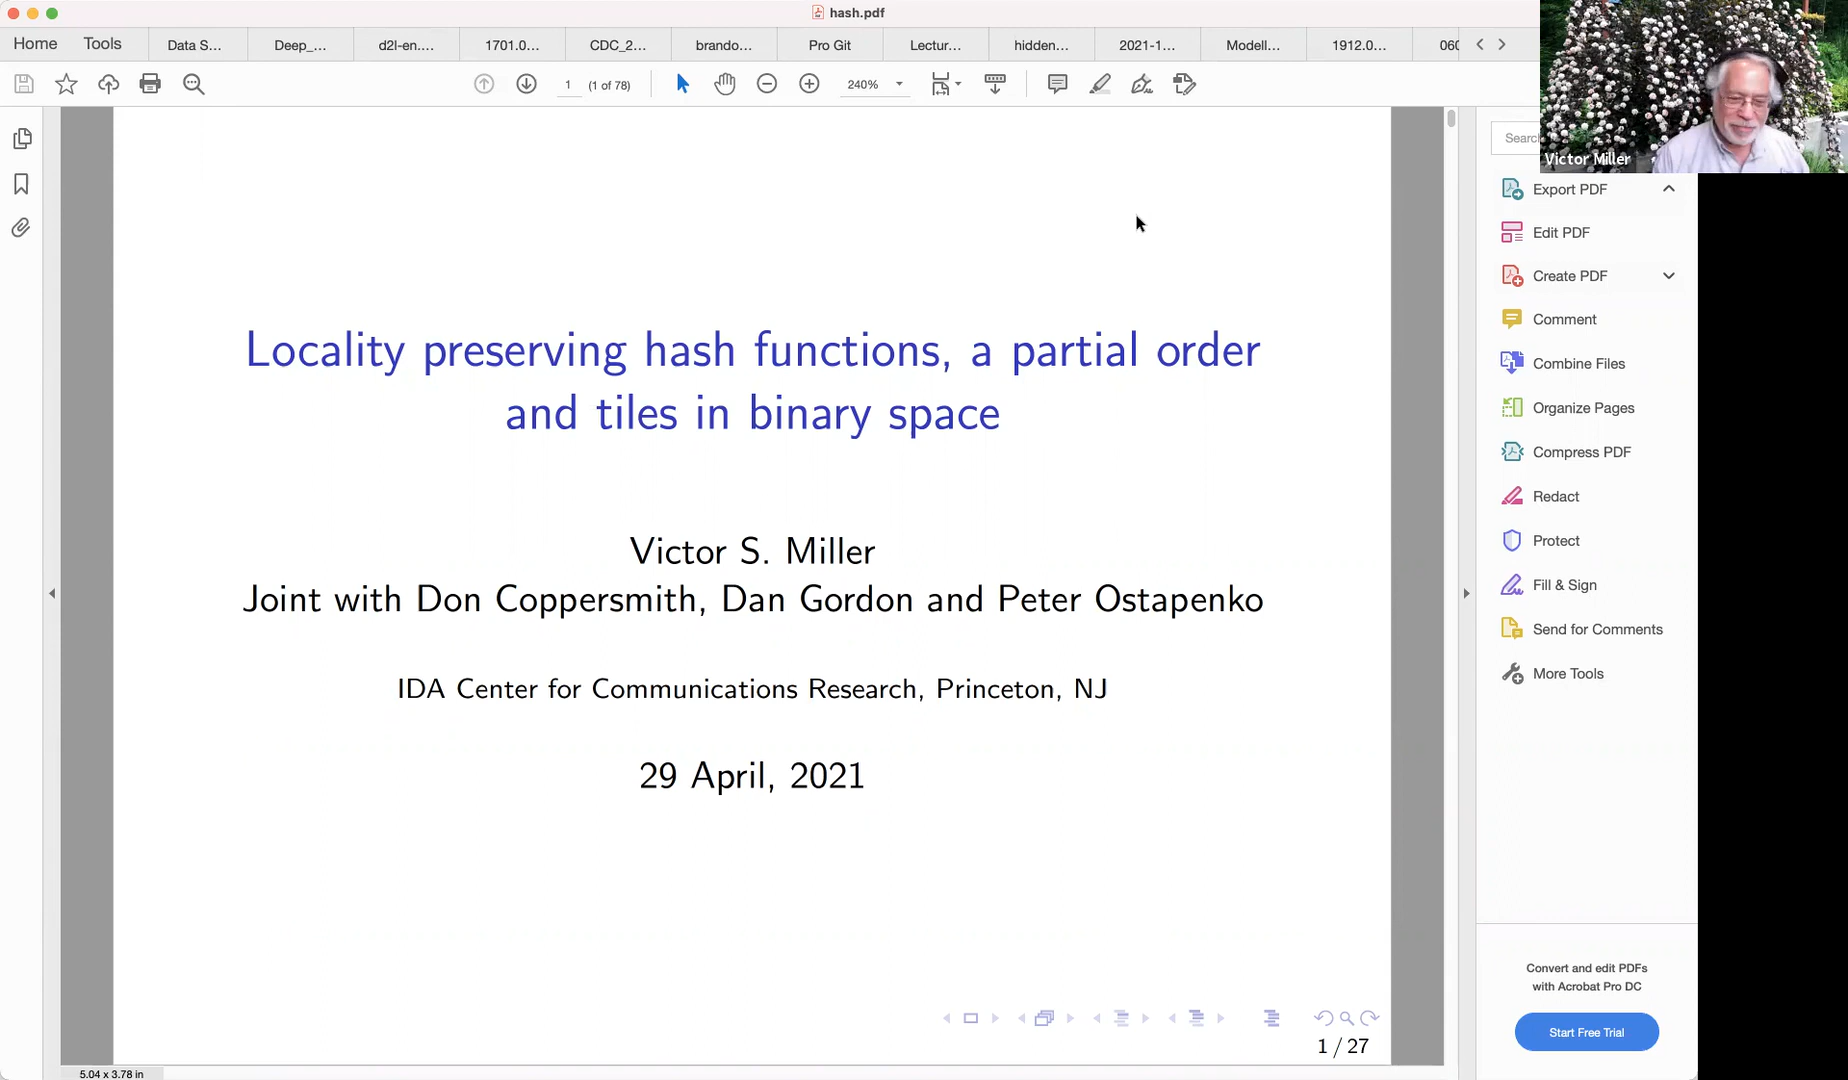 hash.pdf
Home
Tools
Data S...
Deep_...
d2l-en....
1701.0...
CDC_2...
brando...
Pro Git
Lectur...
hidden...
2021-1...
Modell...
1912.0...
060
1
(1 of 78)
240%
Victor Miller
Locality preserving hash functions, a partial order
and tiles in binary space
Victor S. Miller
Joint with Don Coppersmith, Dan Gordon and Peter Ostapenko
IDA Center for Communications Research, Princeton, NJ
29 April, 2021
1 / 27
5.04 x 3.78 in
Searc
Export PDF
Edit PDF
Create PDF
Comment
Combine Files
Organize Pages
Compress PDF
Redact
Protect
Fill & Sign
Send for Comments
More Tools
Convert and edit PDFs
with Acrobat Pro DC
Start Free Trial